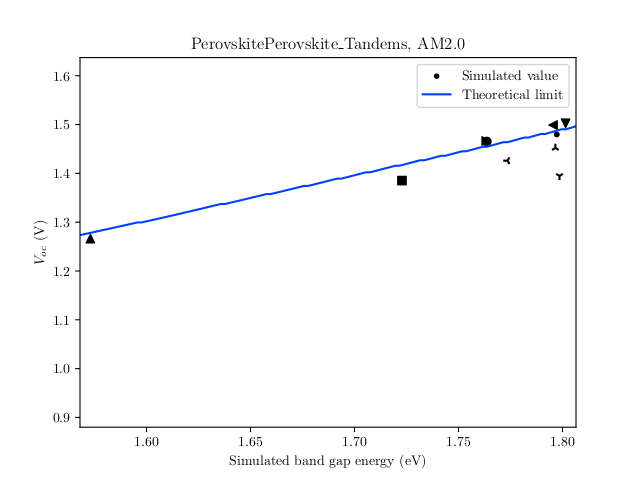 PerovskitePerovskite_Tandems, AM2.0
Simulated value
Theoretical limit
1.6
1.5
1.4
1.3
1.2
1.1
1.0
0.9
V_oc (V)
1.60 1.65 1.70 1.75 1.80
Simulated band gap energy (eV)